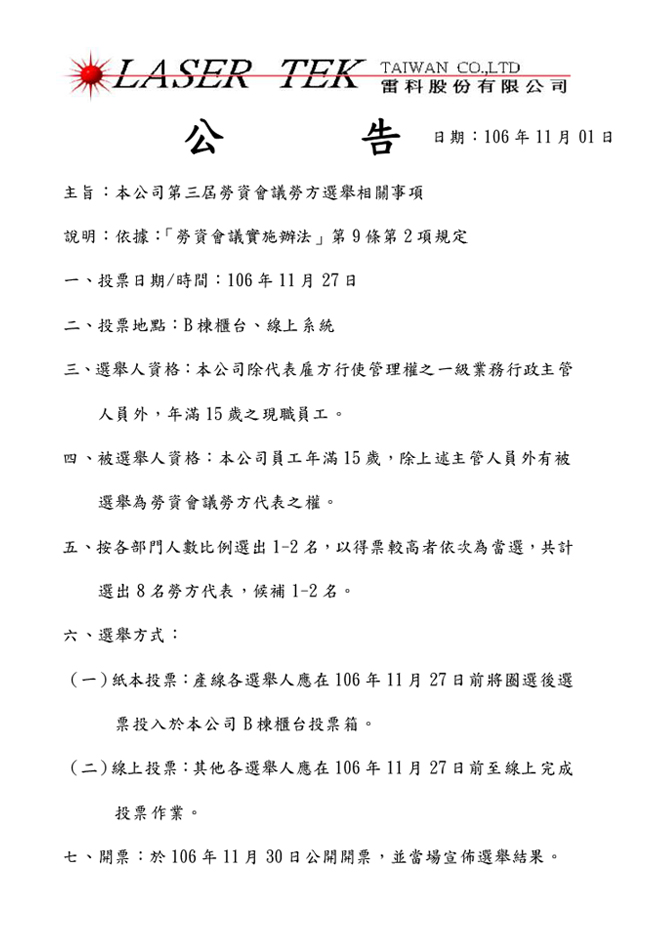 LASER TEK TAIWAN CO.,LTD
雷科股份有限公司
公告 日期：106 年 11 月 01 日
主旨：本公司第三屆勞資會議勞方選舉相關事項
說明：依據：「勞資會議實施辦法」第 9 條第 2 項規定
一、投票日期/時間：106 年 11 月 27 日
二、投票地點：B 棟櫃台、線上系統
三、選舉人資格：本公司除代表雇方行使管理權之一級業務行政主管
人員外，年滿 15 歲之現職員工。
四、被選舉人資格：本公司員工年滿 15 歲，除上述主管人員外有被
選舉為勞資會議勞方代表之權。
五、按各部門人數比例選出 1-2 名，以得票較高者依次為當選，共計
選出 8 名勞方代表，候補 1-2 名。
六、選舉方式：
（一）紙本投票：產線各選舉人應在 106 年 11 月 27 日前將圈選後選
票投入於本公司 B 棟櫃台投票箱。
（二）線上投票：其他各選舉人應在 106 年 11 月 27 日前至線上完成
投票作業。
七、開票：於 106 年 11 月 30 日公開開票，並當場宣佈選舉結果。